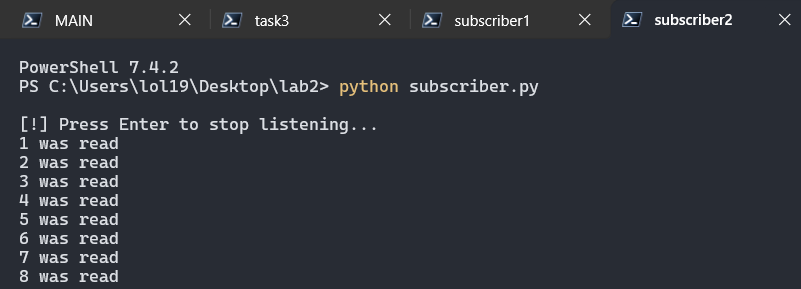 MAIN task3 subscriber1 subscriber2
PowerShell 7.4.2
PS C:\Users\lol19\Desktop\lab2> python subscriber.py
[!] Press Enter to stop listening...
1 was read
2 was read
3 was read
4 was read
5 was read
6 was read
7 was read
8 was read